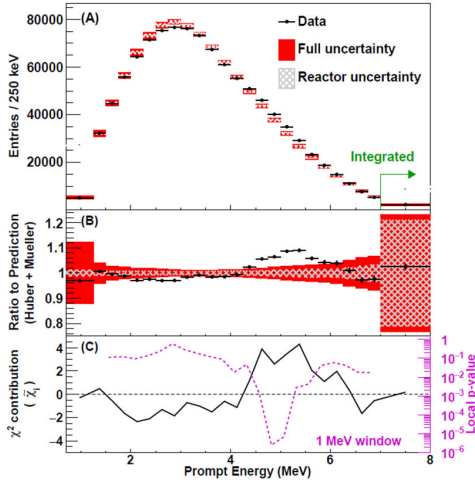 (A)
Data
Full uncertainty
Reactor uncertainty
Integrated
Entries / 250 keV
80000
60000
40000
20000
(B)
Ratio to Prediction
(Huber + Mueller)
1.2
1.1
1
0.9
0.8
(C)
χ² contribution
( χ̃ᵢ )
4
2
0
−2
−4
1
10⁻¹
10⁻²
10⁻³
10⁻⁴
10⁻⁵
10⁻⁶
Local p-value
1 MeV window
2 4 6 8
Prompt Energy (MeV)